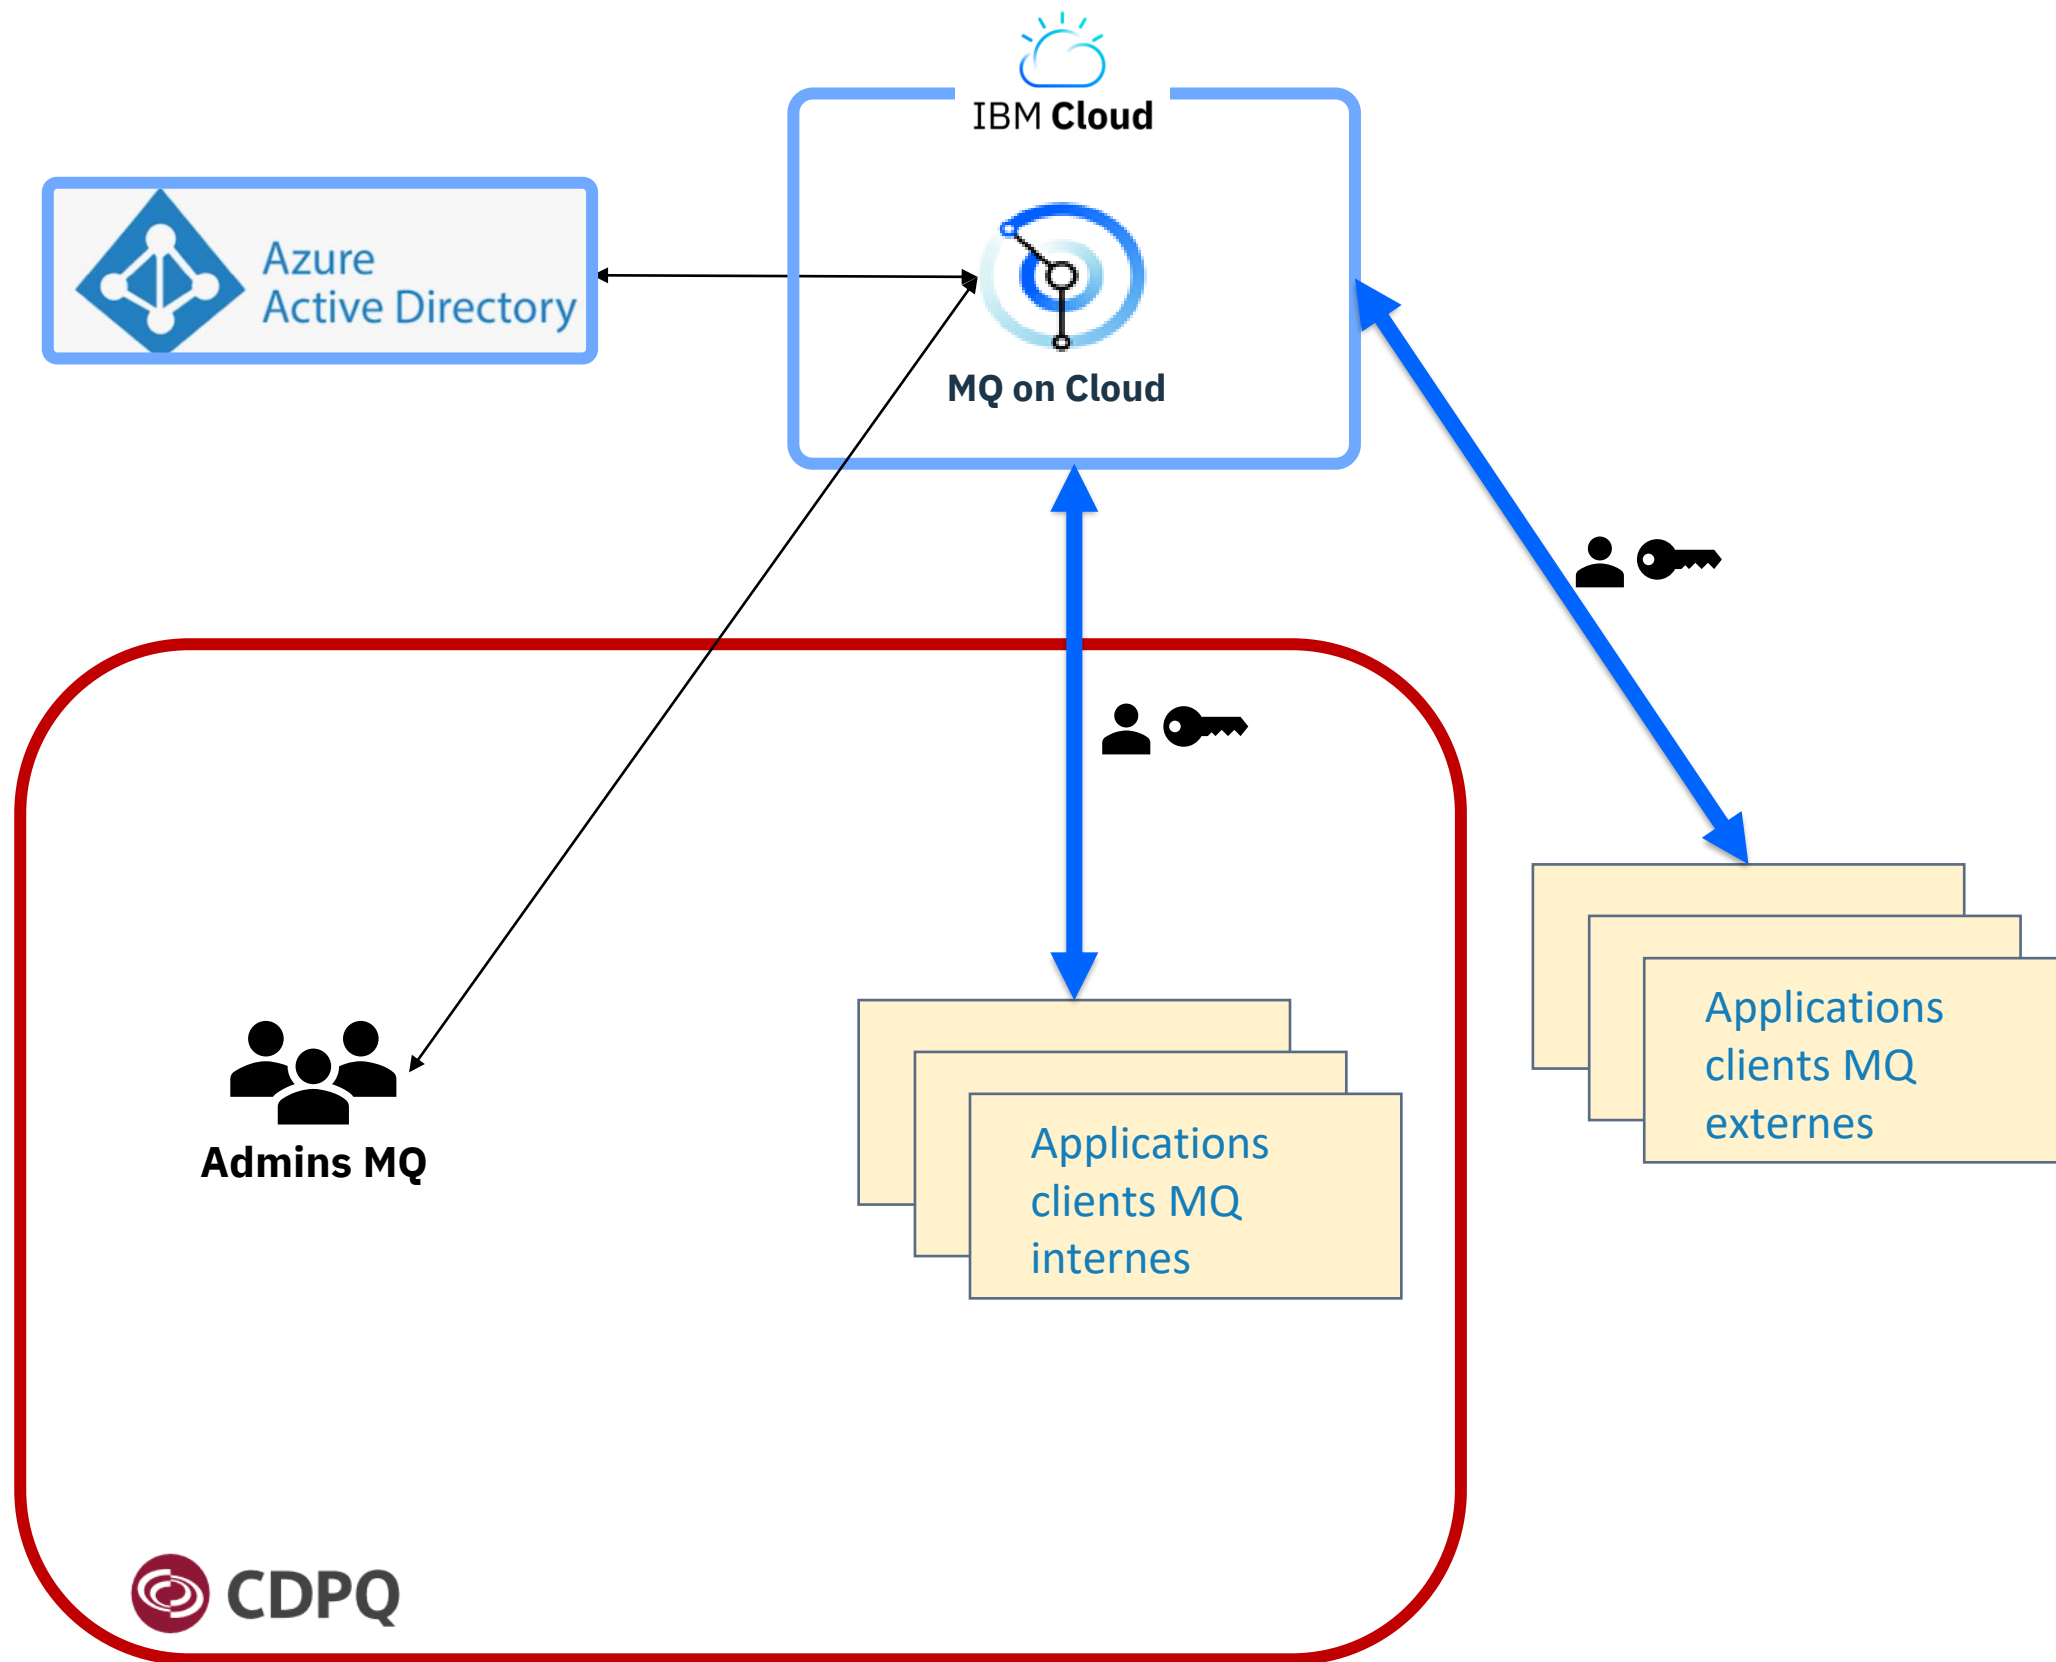 IBM Cloud
Azure
Active Directory
MQ on Cloud
Applications
clients MQ
externes
Admins MQ
Applications
clients MQ
internes
CDPQ